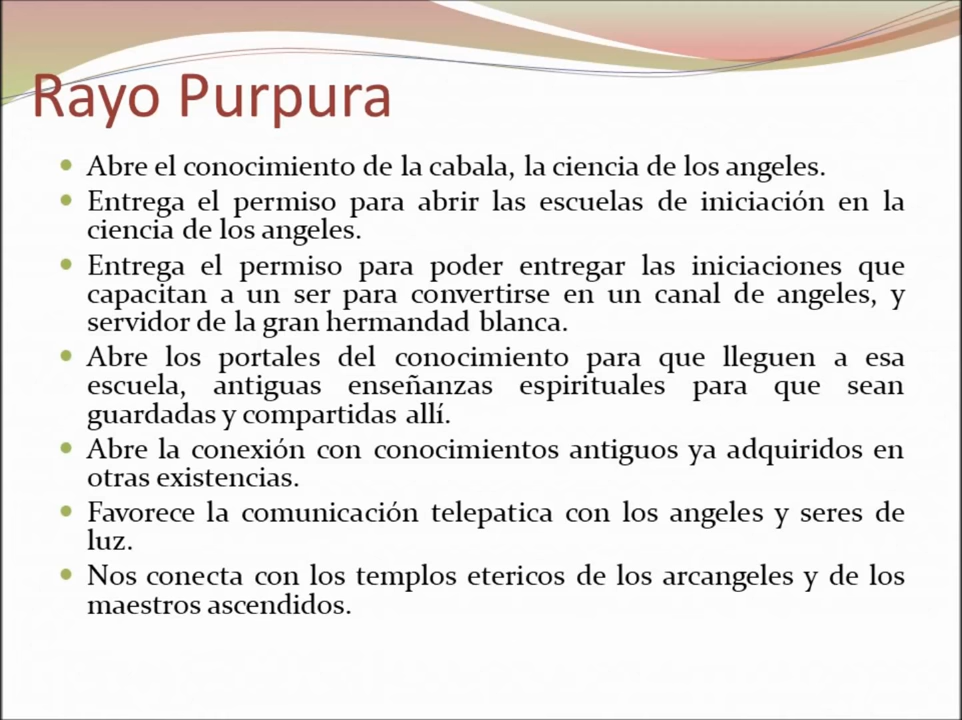 Rayo Purpura
Abre el conocimiento de la cabala, la ciencia de los angeles.
Entrega el permiso para abrir las escuelas de iniciación en la
ciencia de los angeles.
Entrega el permiso para poder entregar las iniciaciones que
capacitan a un ser para convertirse en un canal de angeles, y
servidor de la gran hermandad blanca.
Abre los portales del conocimiento para que lleguen a esa
escuela, antiguas enseñanzas espirituales para que sean
guardadas y compartidas allí.
Abre la conexión con conocimientos antiguos ya adquiridos en
otras existencias.
Favorece la comunicación telepatica con los angeles y seres de
luz.
Nos conecta con los templos etericos de los arcangeles y de los
maestros ascendidos.